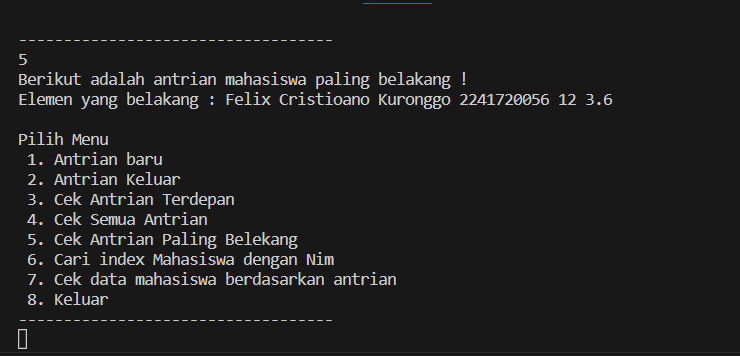 -----------------------------------
5
Berikut adalah antrian mahasiswa paling belakang !
Elemen yang belakang : Felix Cristioano Kuronggo 2241720056 12 3.6
Pilih Menu
1. Antrian baru
2. Antrian Keluar
3. Cek Antrian Terdepan
4. Cek Semua Antrian
5. Cek Antrian Paling Belekang
6. Cari index Mahasiswa dengan Nim
7. Cek data mahasiswa berdasarkan antrian
8. Keluar
-----------------------------------